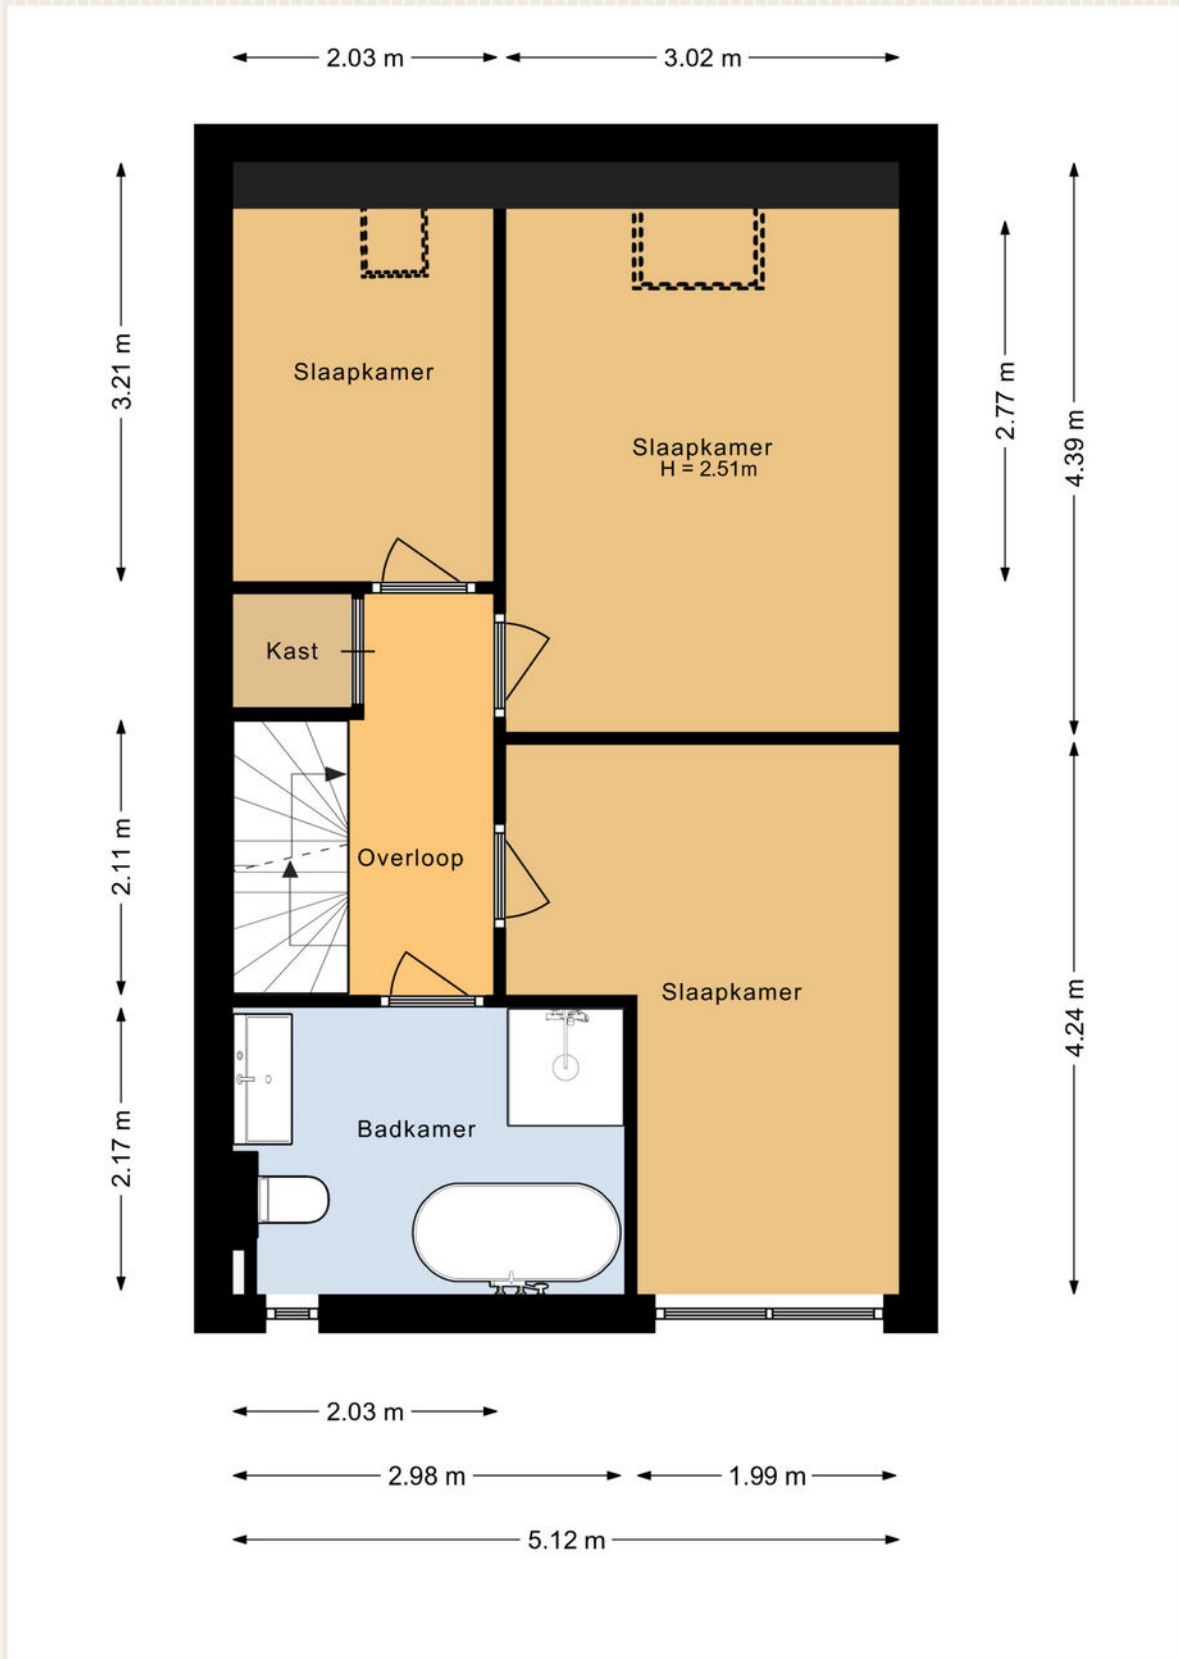 2.03 m
3.02 m
3.21 m
Slaapkamer
2.77 m
4.39 m
Slaapkamer
H = 2.51m
Kast
2.11 m
Overloop
Slaapkamer
4.24 m
Badkamer
2.17 m
2.03 m
2.98 m
1.99 m
5.12 m